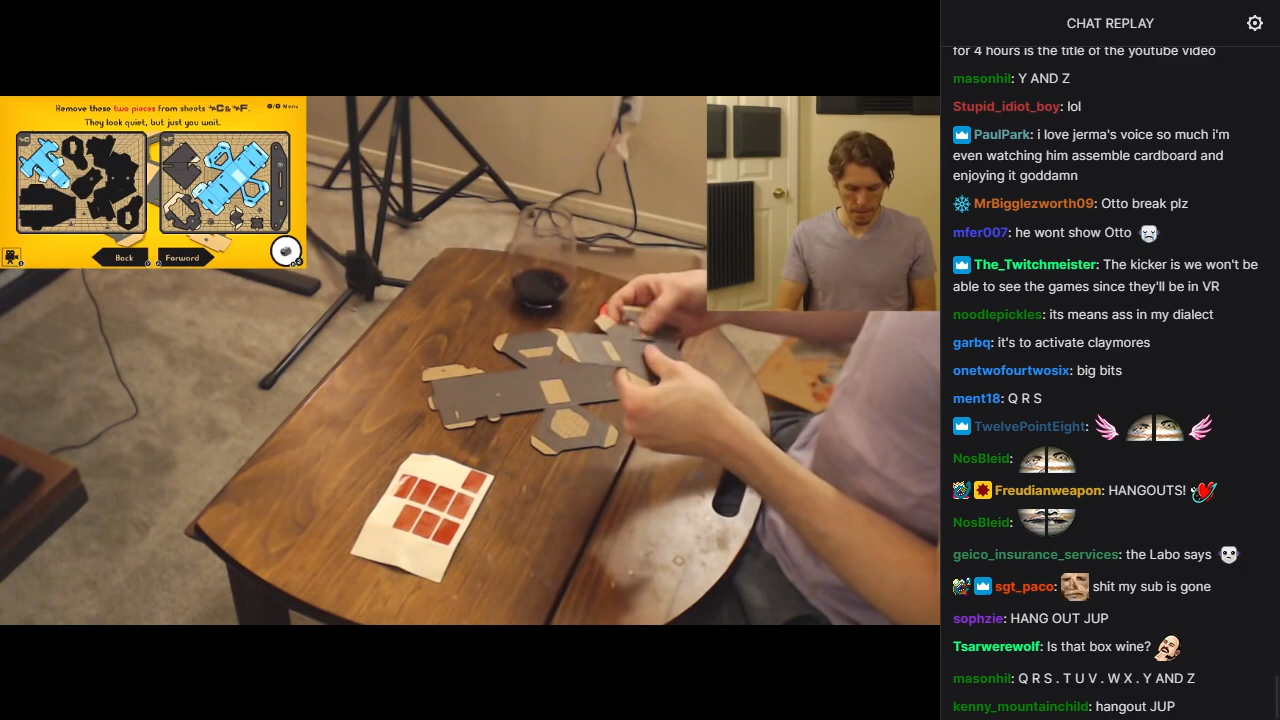 Remove these two pieces from sheets C & F.
They look quiet, but just you wait.
Menu
Back
Forward
CHAT REPLAY
for 4 hours is the title of the youtube video
masonhil: Y AND Z
Stupid_idiot_boy: lol
PaulPark: i love jerma's voice so much i'm
even watching him assemble cardboard and
enjoying it goddamn
MrBigglezworth09: Otto break plz
mfer007: he wont show Otto
The_Twitchmeister: The kicker is we won't be
able to see the games since they'll be in VR
noodlepickles: its means ass in my dialect
garbq: it's to activate claymores
onetwofourtwosix: big bits
ment18: Q R S
TwelvePointEight:
NosBleid:
Freudianweapon: HANGOUTS!
NosBleid:
geico_insurance_services: the Labo says
sgt_paco: shit my sub is gone
sophzie: HANG OUT JUP
Tsarwerewolf: Is that box wine?
masonhil: Q R S . T U V . W X . Y AND Z
kenny_mountainchild: hangout JUP